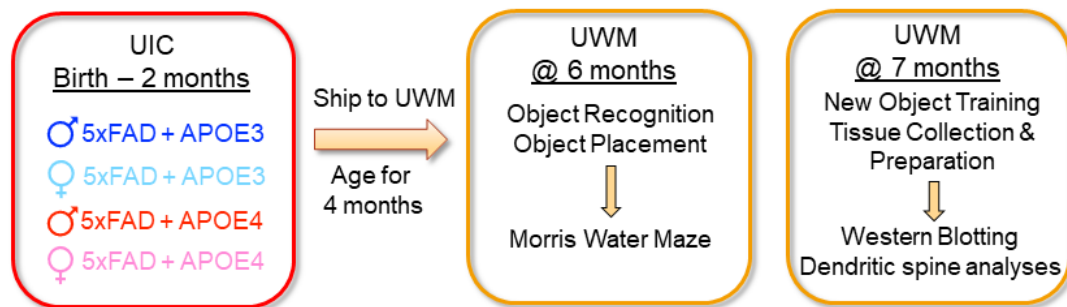 UIC
Birth – 2 months
♂ 5xFAD + APOE3
♀ 5xFAD + APOE3
♂ 5xFAD + APOE4
♀ 5xFAD + APOE4
Ship to UWM
Age for
4 months
UWM
@ 6 months
Object Recognition
Object Placement
Morris Water Maze
UWM
@ 7 months
New Object Training
Tissue Collection &
Preparation
Western Blotting
Dendritic spine analyses